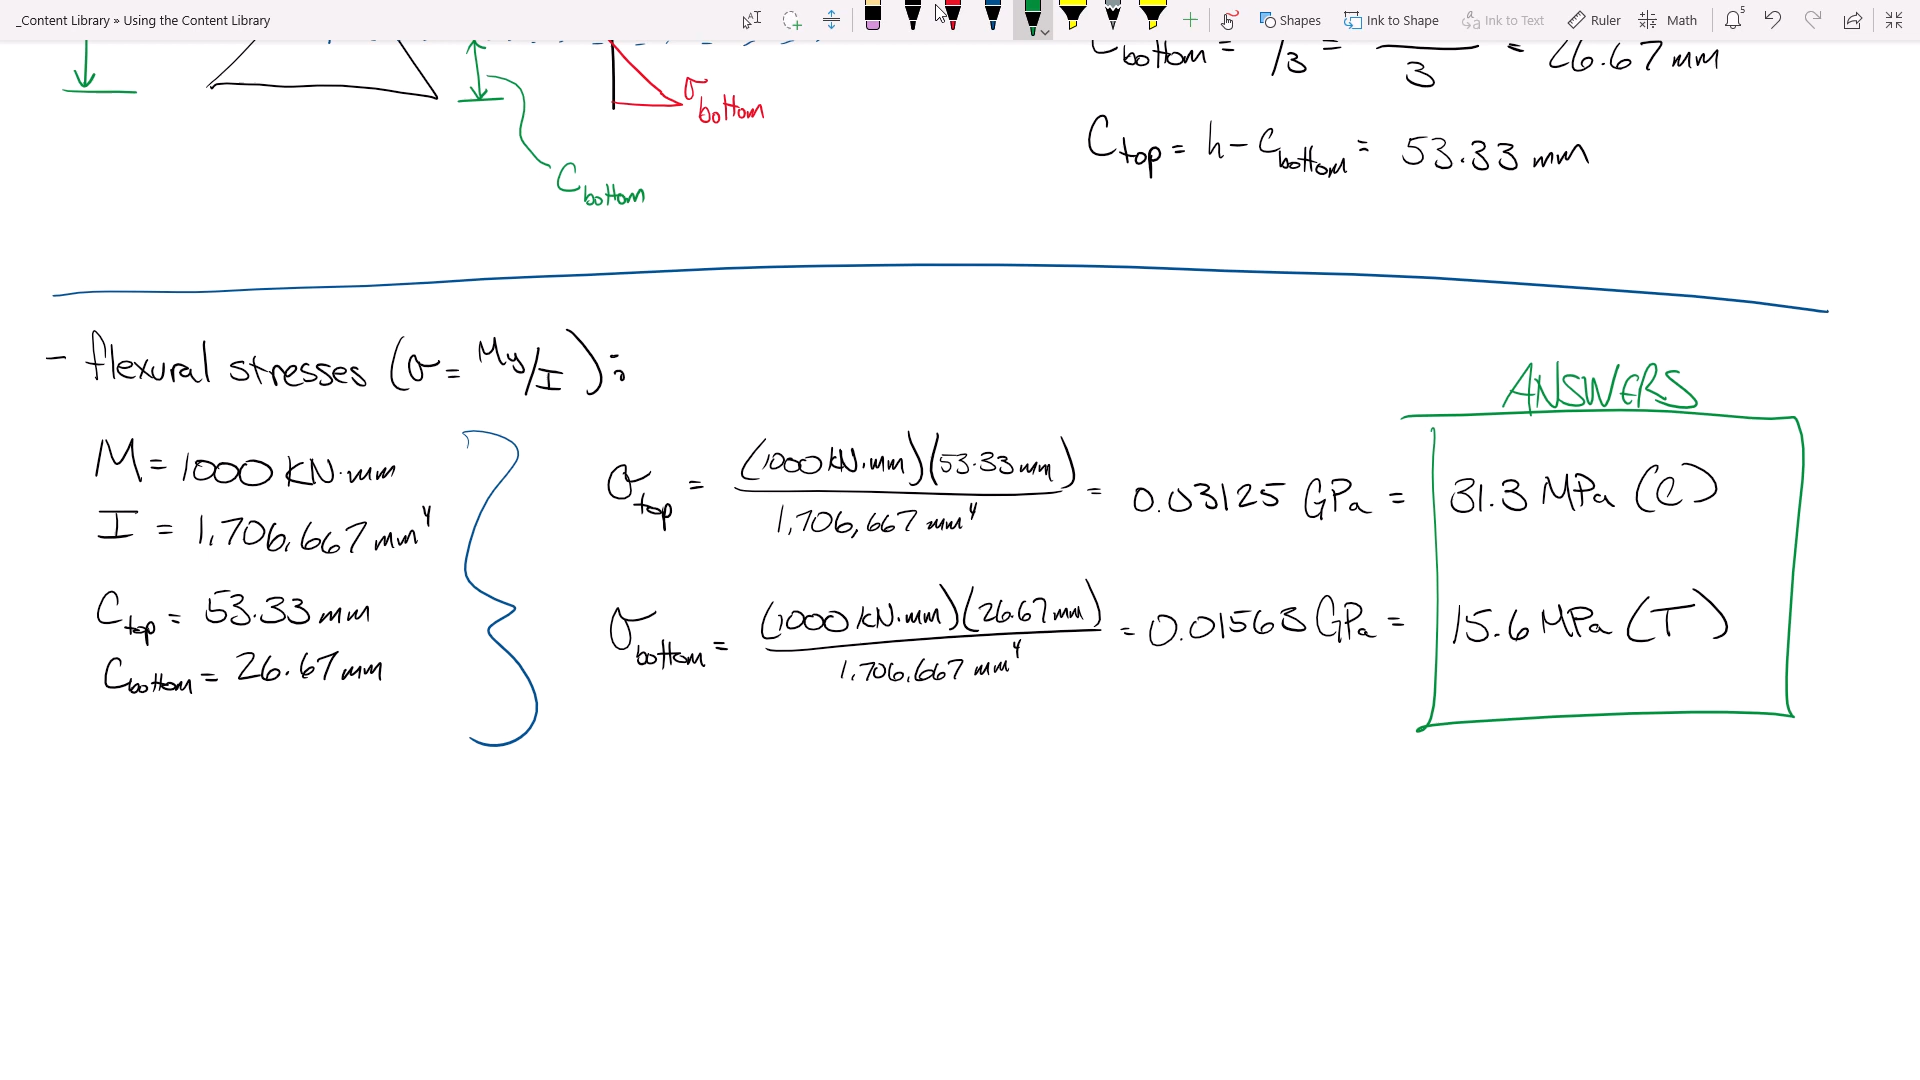 _Content Library » Using the Content Library
Shapes
Ink to Shape
Ink to Text
Ruler
Math
5
σ bottom
C bottom
C bottom = /3 = 3 = 26.67 mm
C top = h - C bottom = 53.33 mm
- flexural stresses (σ = My/I):
ANSWERS
M = 1000 kN·mm
I = 1,706,667 mm⁴
C top = 53.33 mm
C bottom = 26.67 mm
σ top = (1000 kN·mm)(53.33 mm) / 1,706,667 mm⁴ = 0.03125 GPa = 31.3 MPa (C)
σ bottom = (1000 kN·mm)(26.67 mm) / 1,706,667 mm⁴ = 0.01563 GPa = 15.6 MPa (T)